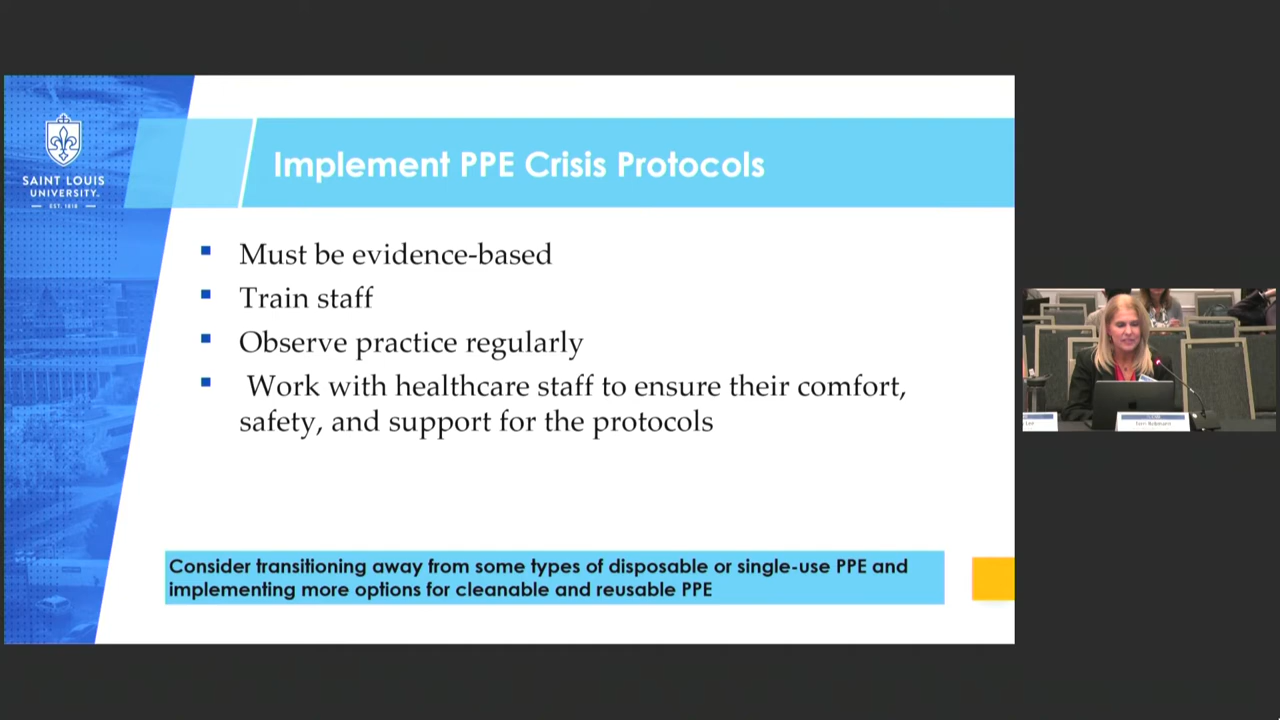 SAINT LOUIS
UNIVERSITY.
EST. 1818
Implement PPE Crisis Protocols
Must be evidence-based
Train staff
Observe practice regularly
Work with healthcare staff to ensure their comfort,
safety, and support for the protocols
Consider transitioning away from some types of disposable or single-use PPE and
implementing more options for cleanable and reusable PPE